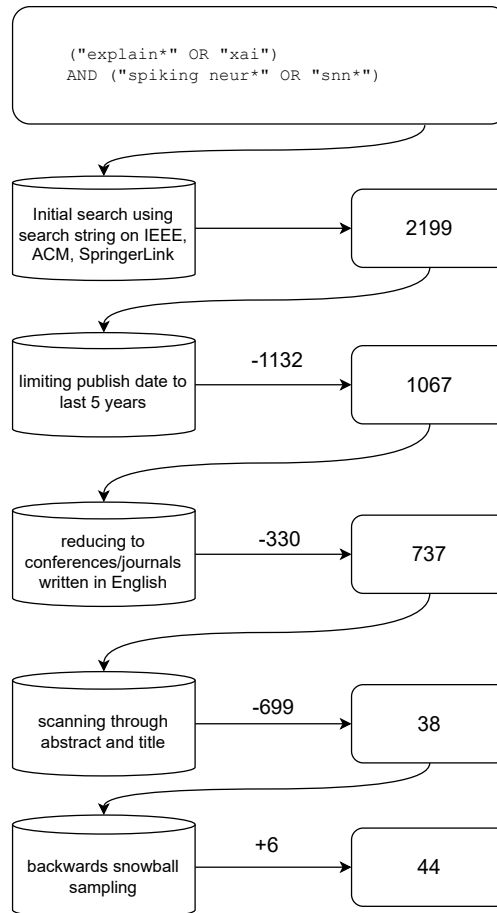 ("explain*" OR "xai")
AND ("spiking neur*" OR "snn*")
Initial search using
search string on IEEE,
ACM, SpringerLink
2199
limiting publish date to
last 5 years
-1132
1067
reducing to
conferences/journals
written in English
-330
737
scanning through
abstract and title
-699
38
backwards snowball
sampling
+6
44